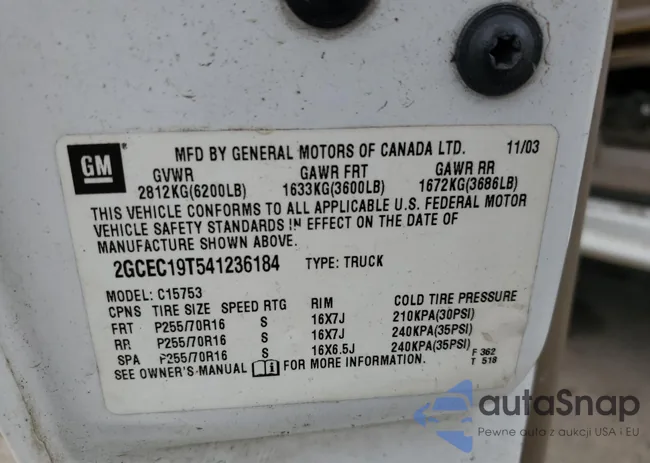 GM
MFD BY GENERAL MOTORS OF CANADA LTD. 11/03
GVWR GAWR FRT GAWR RR
2812KG(6200LB) 1633KG(3600LB) 1672KG(3686LB)
THIS VEHICLE CONFORMS TO ALL APPLICABLE U.S. FEDERAL MOTOR
VEHICLE SAFETY STANDARDS IN EFFECT ON THE DATE OF
MANUFACTURE SHOWN ABOVE.
2GCEC19T541236184 TYPE: TRUCK
MODEL: C15753
CPNS TIRE SIZE SPEED RTG RIM COLD TIRE PRESSURE
FRT P255/70R16 S 16X7J 210KPA(30PSI)
RR P255/70R16 S 16X7J 240KPA(35PSI)
SPA P255/70R16 S 16X6.5J 240KPA(35PSI)
F 362
SEE OWNER'S MANUAL FOR MORE INFORMATION. T 518
autoSnap
Pewne auta z aukcji USA i EU